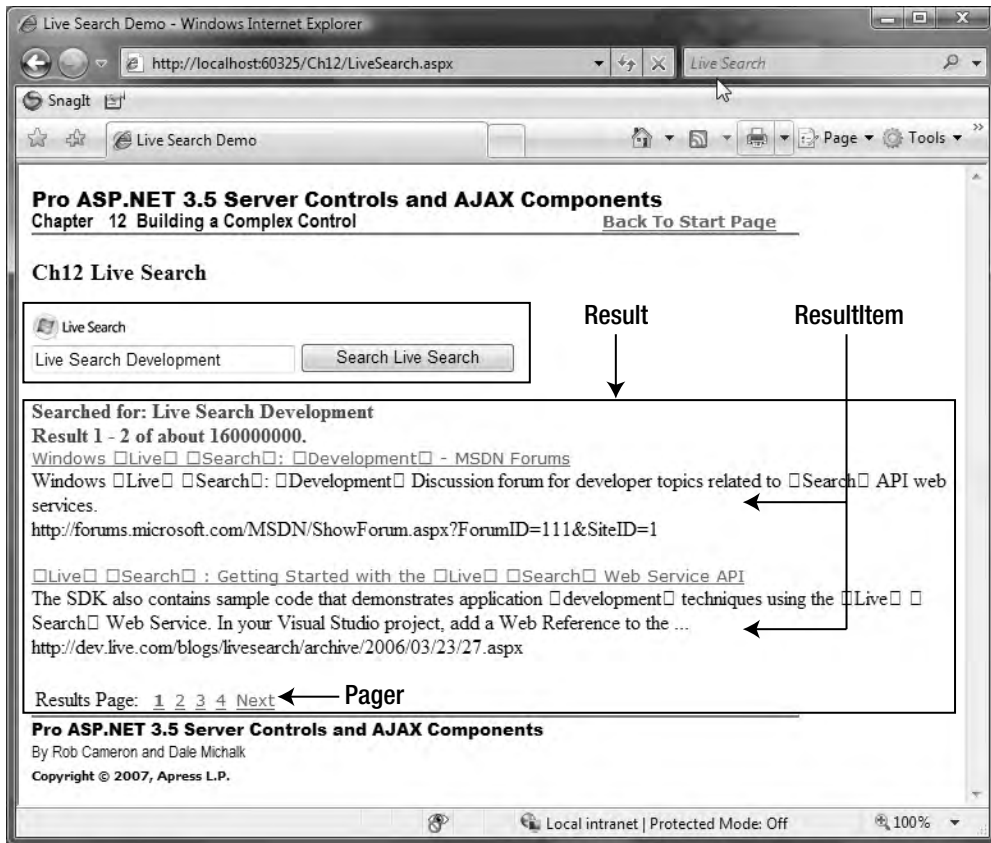 Live Search Demo - Windows Internet Explorer
http://localhost:60325/Ch12/LiveSearch.aspx
Live Search
SnagIt
Live Search Demo
Page
Tools
Pro ASP.NET 3.5 Server Controls and AJAX Components
Chapter 12 Building a Complex Control
Back To Start Page
Ch12 Live Search
Live Search
Live Search Development
Search Live Search
Result
ResultItem
Searched for: Live Search Development
Result 1 - 2 of about 160000000.
Windows □Live□ □Search□: □Development□ - MSDN Forums
Windows □Live□ □Search□: □Development□ Discussion forum for developer topics related to □Search□ API web
services.
http://forums.microsoft.com/MSDN/ShowForum.aspx?ForumID=111&SiteID=1
□Live□ □Search□ : Getting Started with the □Live□ □Search□ Web Service API
The SDK also contains sample code that demonstrates application □development□ techniques using the □Live□ □
Search□ Web Service. In your Visual Studio project, add a Web Reference to the ...
http://dev.live.com/blogs/livesearch/archive/2006/03/23/27.aspx
Results Page: 1 2 3 4 Next
Pager
Pro ASP.NET 3.5 Server Controls and AJAX Components
By Rob Cameron and Dale Michalk
Copyright © 2007, Apress L.P.
Local intranet | Protected Mode: Off
100%